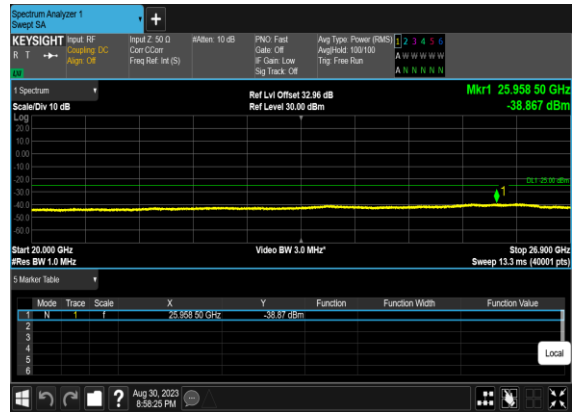 Spectrum Analyzer 1
Swept SA
+
KEYSIGHT Input: RF Input Z: 50 Ω #Atten: 10 dB PNO: Fast Avg Type: Power (RMS) 1 2 3 4 5 6
R T Coupling: DC Corr CCorr Gate: Off Avg|Hold: 100/100 A W W W W W
Align: Off Freq Ref: Int (S) IF Gain: Low Trig: Free Run
Sig Track: Off A N N N N N
1 Spectrum Ref Lvl Offset 32.96 dB Mkr1 25.958 50 GHz
Scale/Div 10 dB Ref Level 30.00 dBm -38.867 dBm
Log
20.0
10.0
0.00
-10.0
-20.0
DL1 -25.00 dBm
-30.0
1
-40.0
-50.0
-60.0
Start 20.000 GHz Video BW 3.0 MHz* Stop 26.900 GHz
#Res BW 1.0 MHz Sweep 13.3 ms (40001 pts)
5 Marker Table
Mode Trace Scale X Y Function Function Width Function Value
1 N 1 f 25.958 50 GHz -38.87 dBm
2
3
4
5
6
Local
? Aug 30, 2023
8:58:25 PM